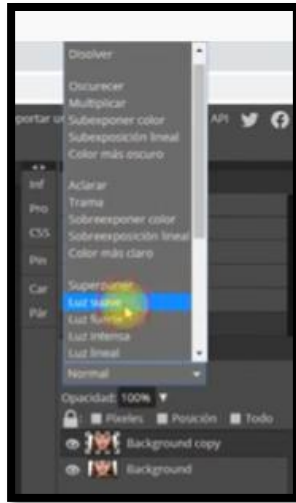 Disolver
Oscurecer
Multiplicar
Subexponer color
Subexposición lineal
Color más oscuro
API
Inf
Aclarar
Pro
Trama
CSS
Sobreexponer color
Sobreexposición lineal
Color más claro
Pin
Car
Superponer
Luz suave
Pár
Luz fuerte
Luz intensa
Luz lineal
Normal
Opacidad: 100%
Píxeles Posición Todo
Background copy
Background